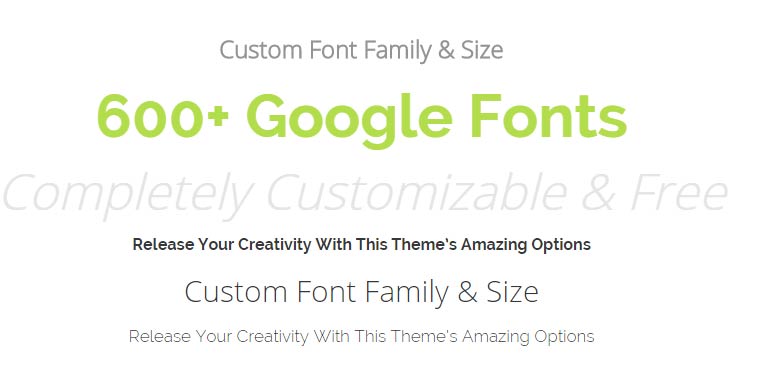 Custom Font Family & Size
600+ Google Fonts
Completely Customizable & Free
Release Your Creativity With This Theme's Amazing Options
Custom Font Family & Size
Release Your Creativity With This Theme's Amazing Options